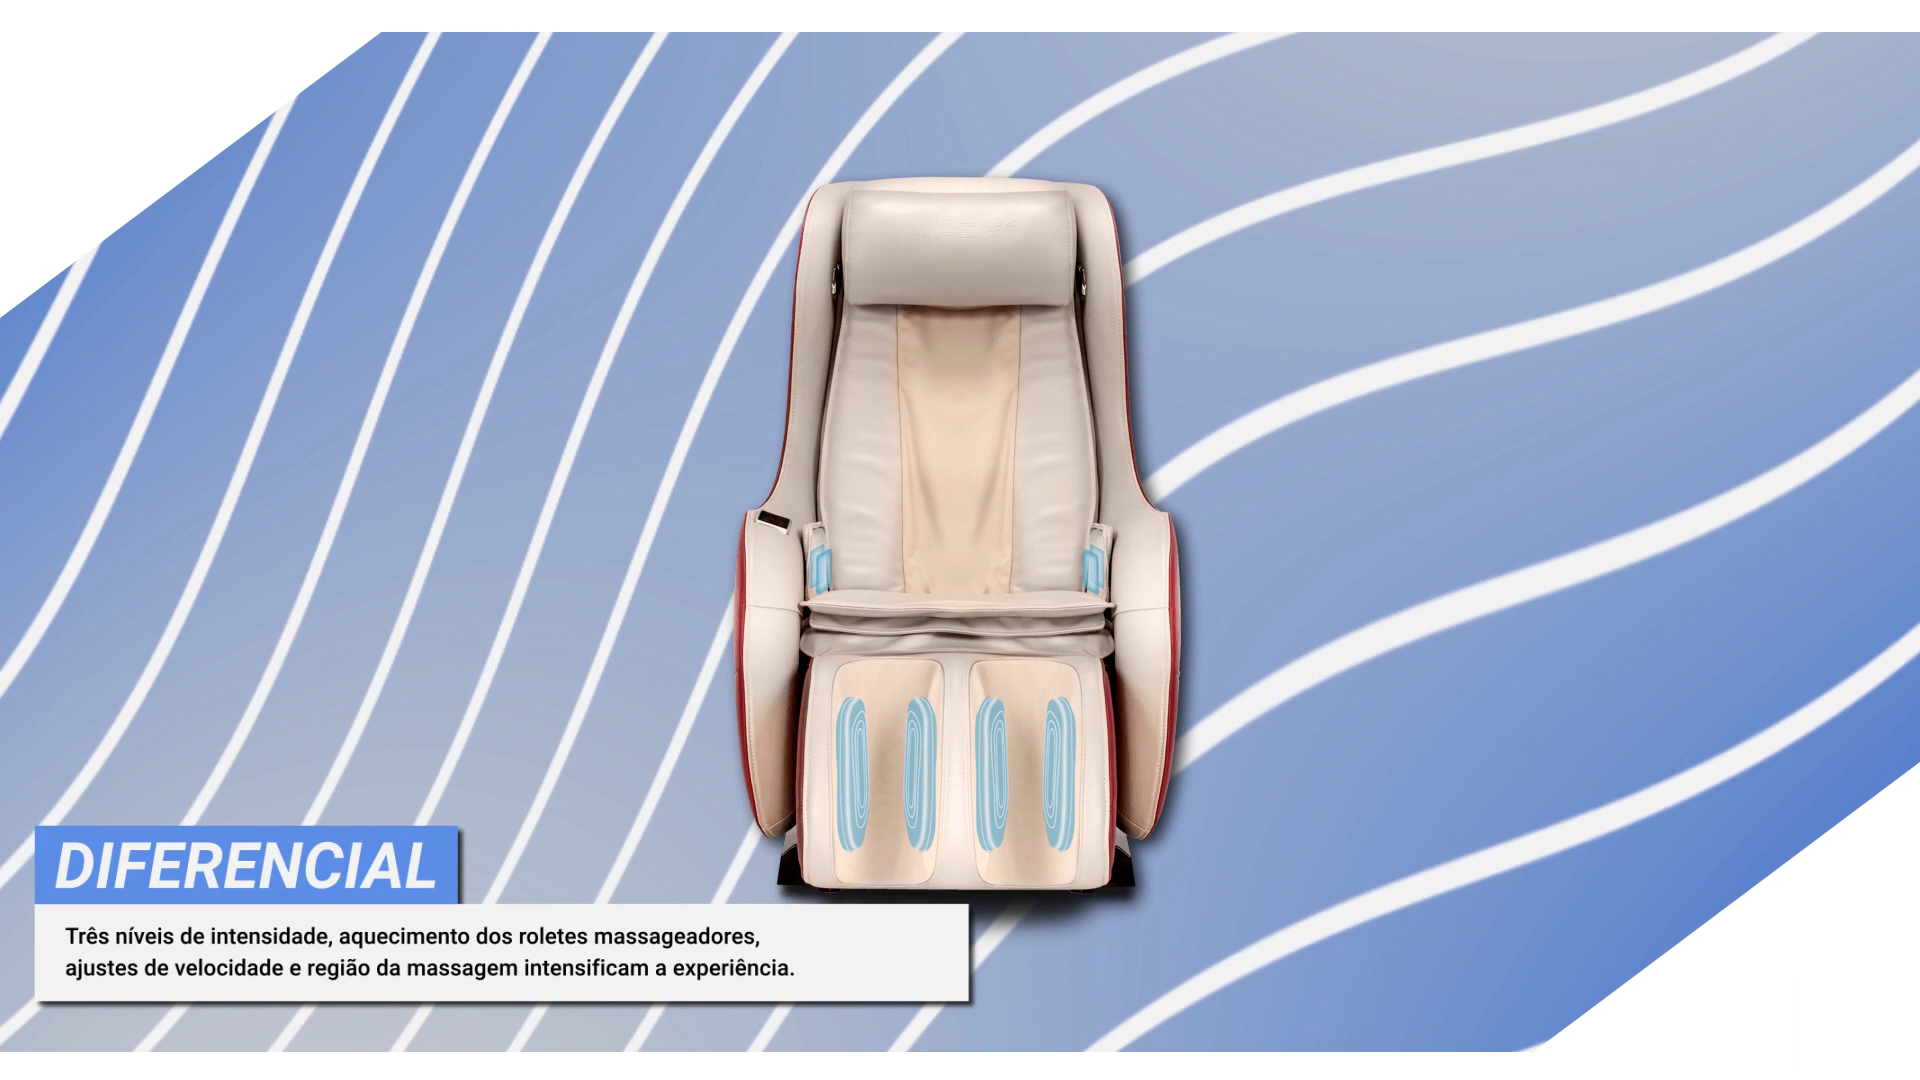 DIFERENCIAL
Três níveis de intensidade, aquecimento dos roletes massageadores,
ajustes de velocidade e região da massagem intensificam a experiência.